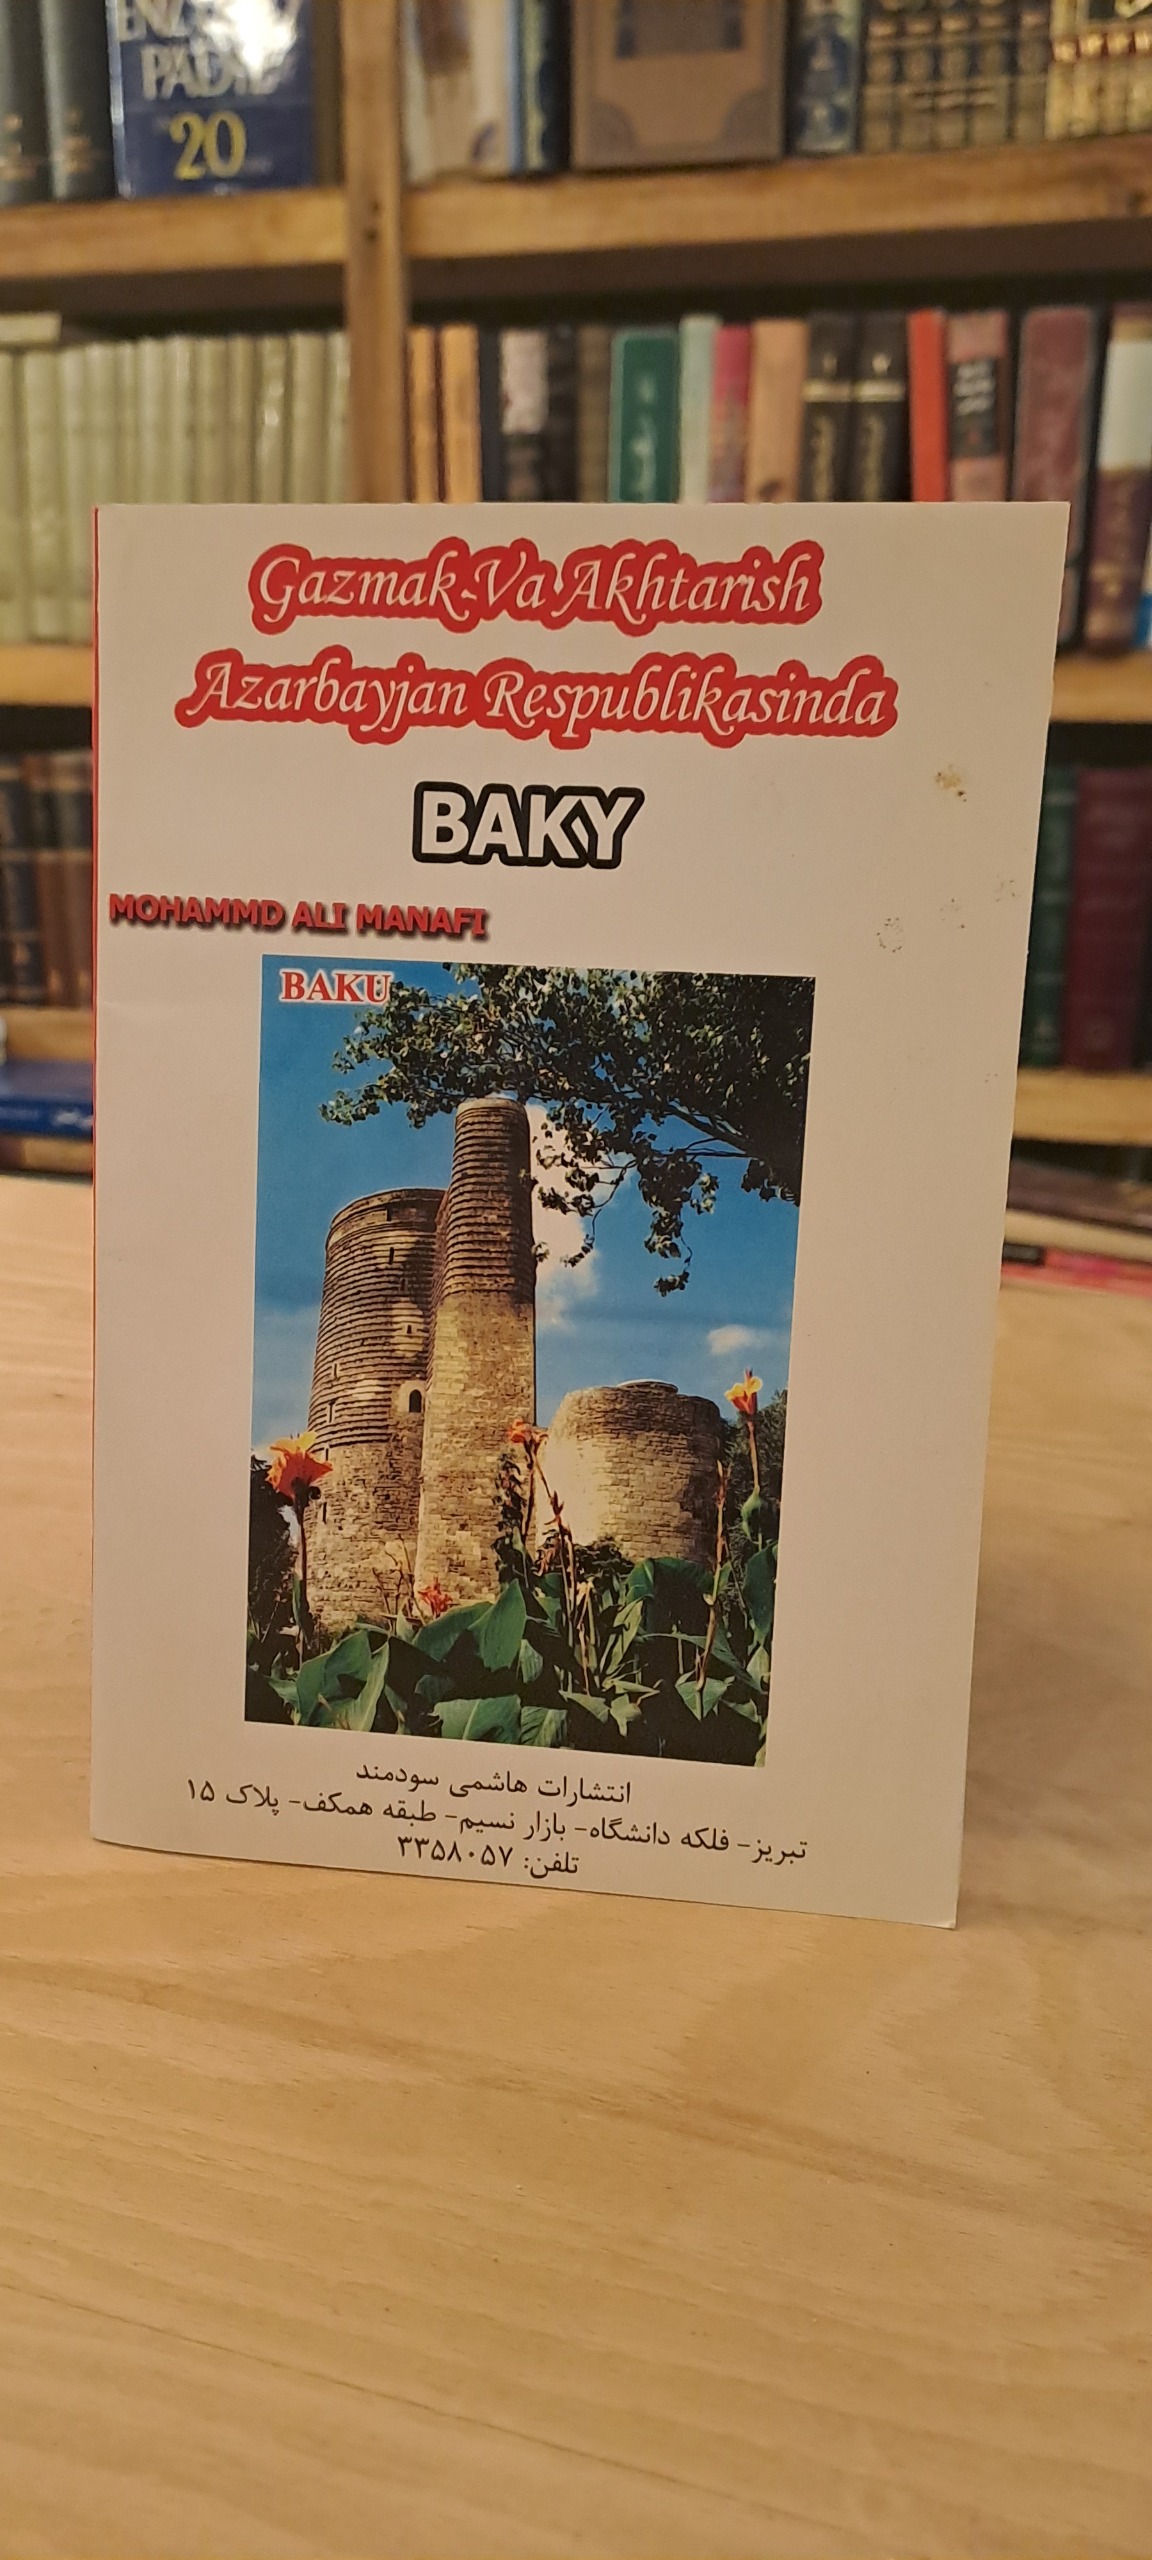 20
Gazmak-Va Akhtarish
Azarbayjan Respublikasinda
BAKY
MOHAMMD ALI MANAFI
BAKU
انتشارات هاشمی سودمند
تبریز- فلکه دانشگاه- بازار نسیم- طبقه همکف- پلاک ۱۵
تلفن: ۳۳۵۸۰۵۷